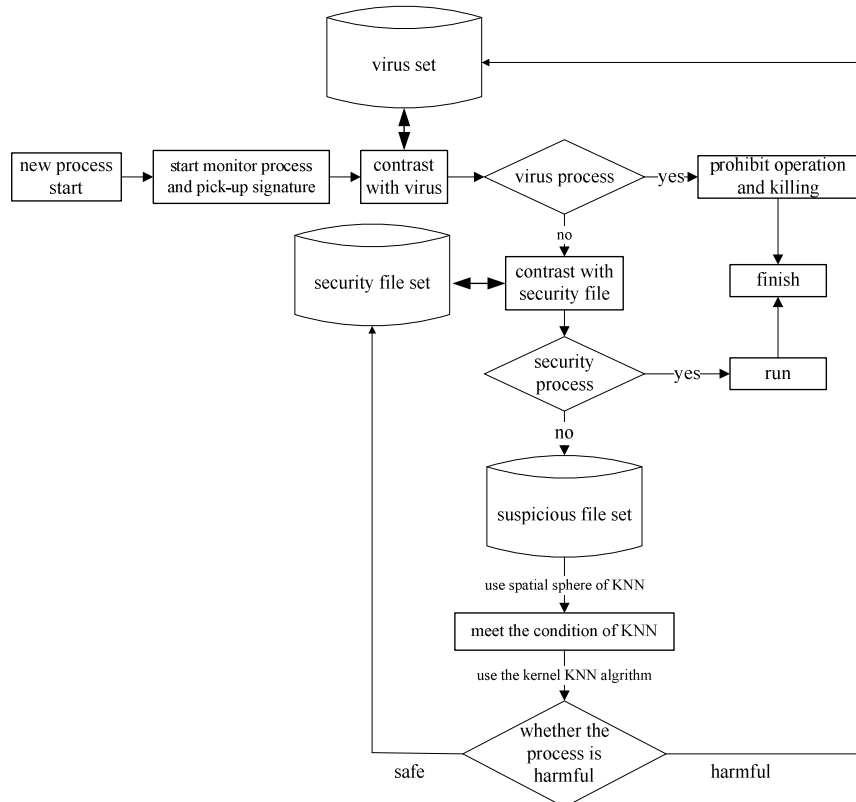 virus set
new process
start
start monitor process
and pick-up signature
contrast
with virus
virus process
yes
prohibit operation
and killing
no
security file set
contrast with
security file
finish
security
process
yes
run
no
suspicious file set
use spatial sphere of KNN
meet the condition of KNN
use the kernel KNN algrithm
whether the
process is
harmful
safe
harmful